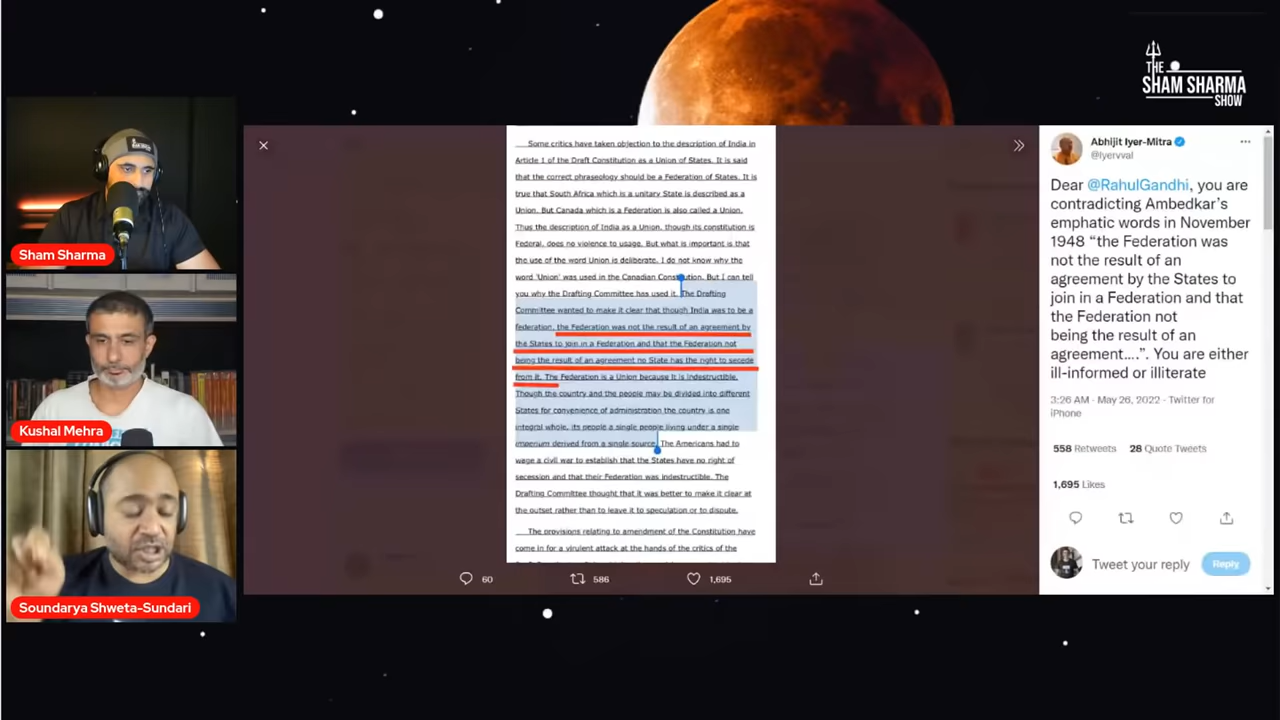 THE
SHAM SHARMA
SHOW
Sham Sharma
Kushal Mehra
Soundarya Shweta-Sundari
Some critics have taken objection to the description of India in
Article 1 of the Draft Constitution as a Union of States. It is said
that the correct phraseology should be a Federation of States. It is
true that South Africa which is a unitary State is described as a
Union. But Canada which is a Federation is also called a Union.
Thus the description of India as a Union, though its constitution is
Federal, does no violence to usage. But what is important is that
the use of the word Union is deliberate. I do not know why the
word 'Union' was used in the Canadian Constitution. But I can tell
you why the Drafting Committee has used it. The Drafting
Committee wanted to make it clear that though India was to be a
federation, the Federation was not the result of an agreement by
the States to join in a Federation and that the Federation not
being the result of an agreement no State has the right to secede
from it. The Federation is a Union because it is indestructible.
Though the country and the people may be divided into different
States for convenience of administration the country is one
integral whole, its people a single people living under a single
imperium derived from a single source. The Americans had to
wage a civil war to establish that the States have no right of
secession and that their Federation was indestructible. The
Drafting Committee thought that it was better to make it clear at
the outset rather than to leave it to speculation or to dispute.
The provisions relating to amendment of the Constitution have
come in for a virulent attack at the hands of the critics of the
60
586
1,695
Abhijit Iyer-Mitra
@Iyervval
Dear @RahulGandhi, you are
contradicting Ambedkar's
emphatic words in November
1948 “the Federation was
not the result of an
agreement by the States to
join in a Federation and that
the Federation not
being the result of an
agreement....”. You are either
ill-informed or illiterate
3:26 AM · May 26, 2022 · Twitter for
iPhone
558 Retweets 28 Quote Tweets
1,695 Likes
Tweet your reply
Reply